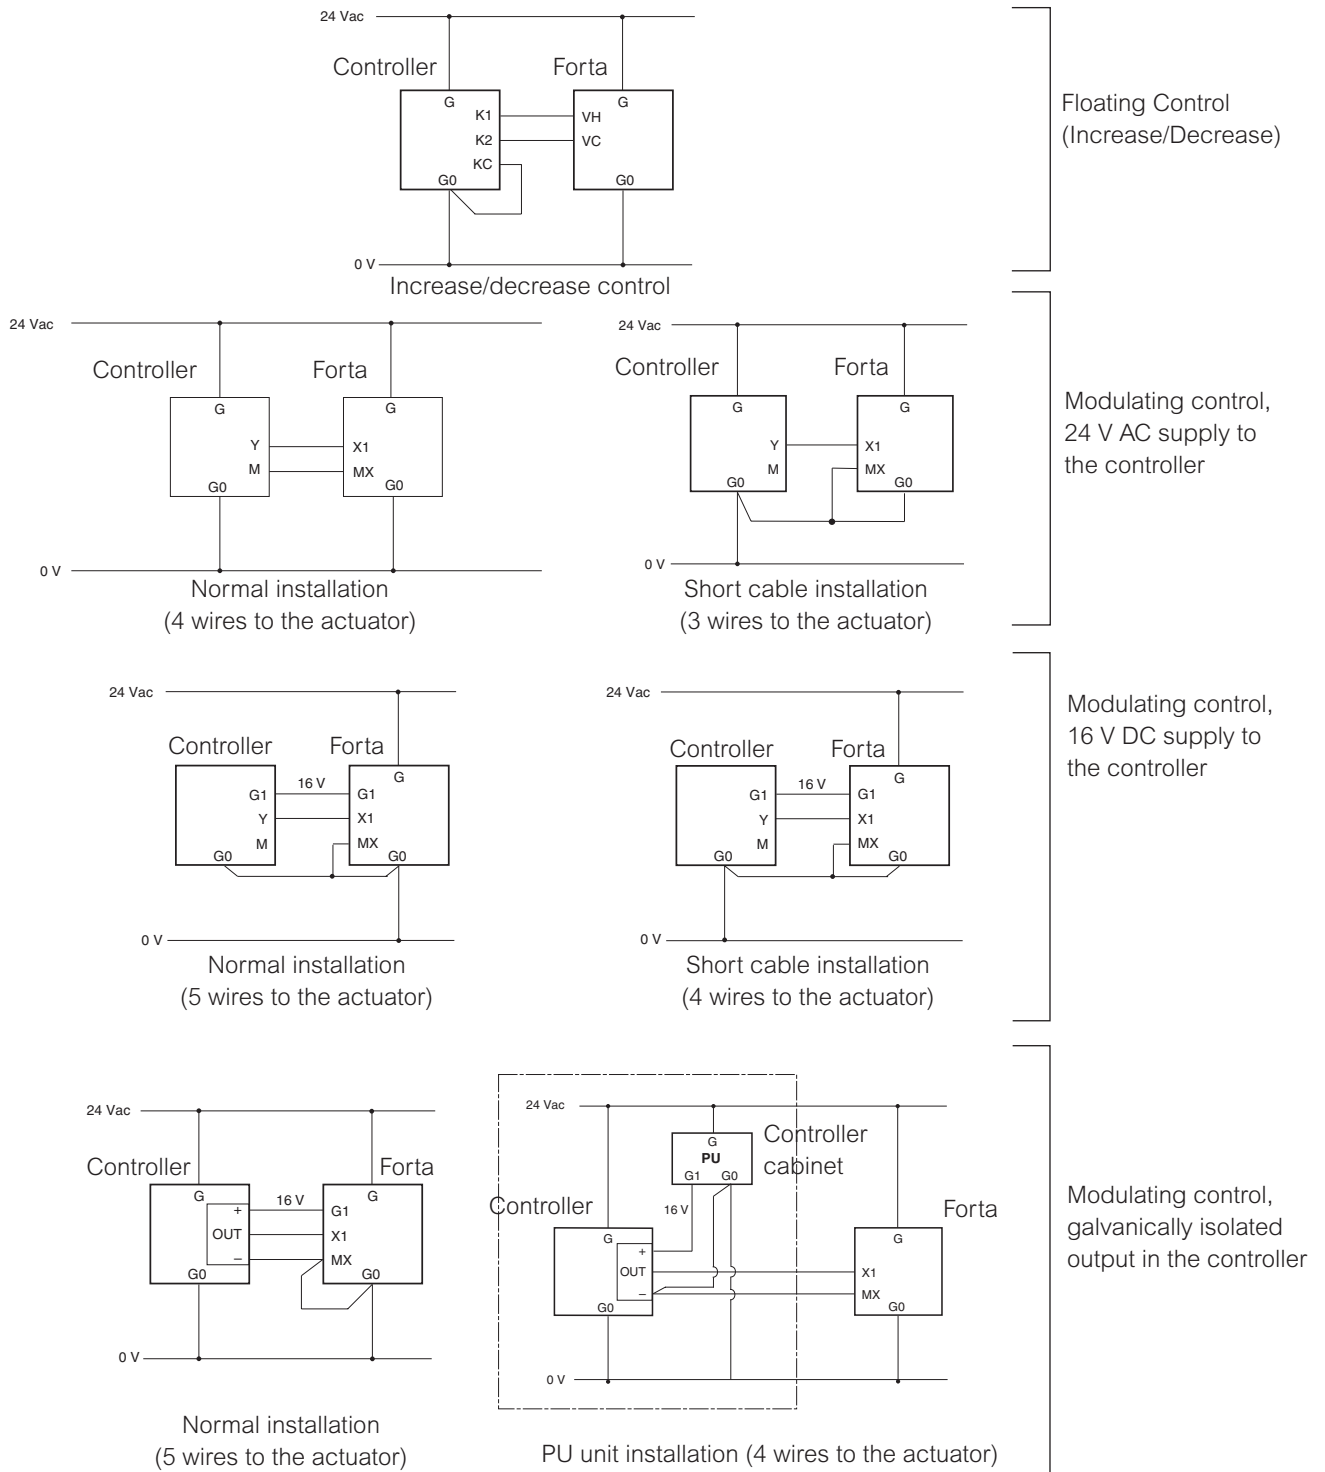 24 Vac
Controller
Forta
G
G
K1
VH
K2
VC
KC
G0
G0
0 V
Increase/decrease control
Floating Control
(Increase/Decrease)
24 Vac
Controller
Forta
G
G
Y
X1
M
MX
G0
G0
0 V
Normal installation
(4 wires to the actuator)
24 Vac
Controller
Forta
G
G
Y
X1
M
MX
G0
G0
0 V
Short cable installation
(3 wires to the actuator)
Modulating control,
24 V AC supply to
the controller
24 Vac
Controller
Forta
G
16 V
G1
G1
Y
X1
M
MX
G0
G0
0 V
Normal installation
(5 wires to the actuator)
24 Vac
Controller
Forta
G
16 V
G1
G1
Y
X1
M
MX
G0
G0
0 V
Short cable installation
(4 wires to the actuator)
Modulating control,
16 V DC supply to
the controller
24 Vac
Controller
Forta
G
G
+
16 V
G1
OUT
X1
–
MX
G0
G0
0 V
Normal installation
(5 wires to the actuator)
24 Vac
G
PU
G1
G0
Controller
cabinet
Controller
16 V
Forta
G
G
+
OUT
X1
–
MX
G0
G0
0 V
PU unit installation (4 wires to the actuator)
Modulating control,
galvanically isolated
output in the controller